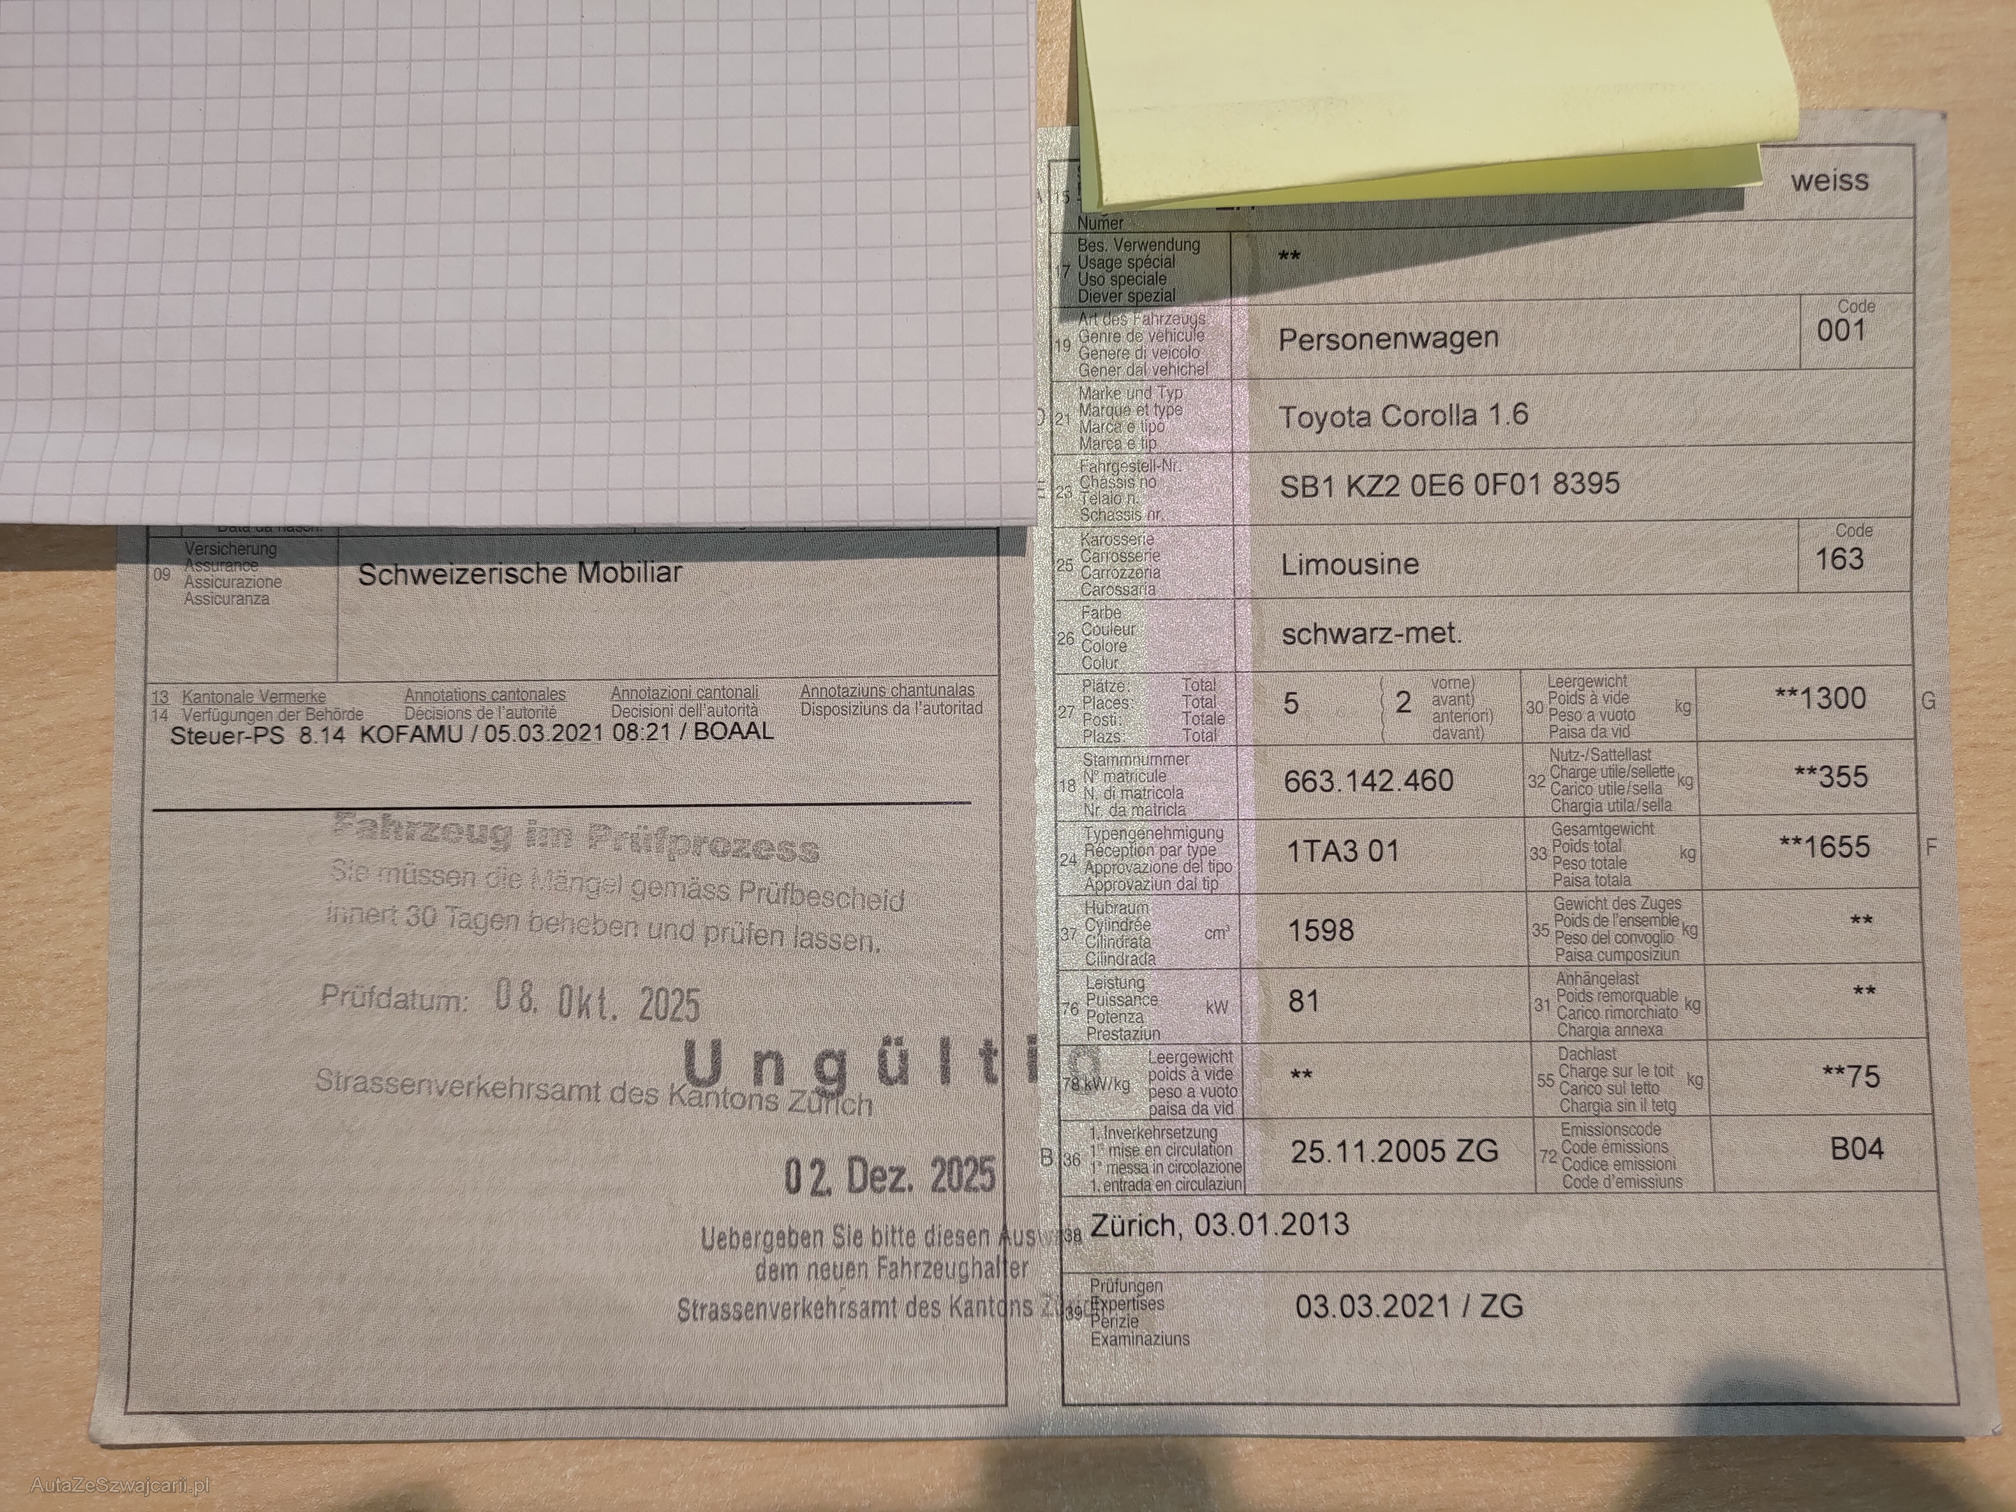 Versicherung
Assurance
09 Assicurazione
Assicuranza
Schweizerische Mobiliar
13 Kantonale Vermerke Annotations cantonales Annotazioni cantonali Annotaziuns chantunalas
14 Verfügungen der Behörde Décisions de l'autorité Decisioni dell'autorità Disposiziuns da l'autoritad
Steuer-PS 8.14 KOFAMU / 05.03.2021 08:21 / BOAAL
Fahrzeug im Prüfprozess
Sie müssen die Mängel gemäss Prüfbescheid
innert 30 Tagen beheben und prüfen lassen.
Prüfdatum: 08. Okt. 2025
Ungültig
Strassenverkehrsamt des Kantons Zürich
02. Dez. 2025
Uebergeben Sie bitte diesen Ausweis
dem neuen Fahrzeughalter
Strassenverkehrsamt des Kantons Zürich
15 weiss
Numer
Bes. Verwendung
17 Usage spécial **
Uso speciale
Diever spezial
Art des Fahrzeugs Code
19 Genre de véhicule Personenwagen 001
Genere di veicolo
Gener dal vehichel
Marke und Typ
21 Marque et type Toyota Corolla 1.6
Marca e tipo
Marca e tip
Fahrgestell-Nr.
23 Châssis no SB1 KZ2 0E6 0F01 8395
Telaio n.
Schassis nr.
Karosserie Code
25 Carrosserie Limousine 163
Carozzeria
Carossaria
Farbe
26 Couleur schwarz-met.
Colore
Colur
Plätze: Total vorne) Leergewicht
27 Places: Total 5 ( 2 avant) 30 Poids à vide kg **1300 G
Posti: Totale anteriori) Peso a vuoto
Plazs: Total davant) Paisa da vid
Stammnummer Nutz-/Sattellast
18 N° matricule 663.142.460 32 Charge utile/sellette kg **355
N. di matricola Carico utile/sella
Nr. da matricla Chargia utila/sella
Typengenehmigung Gesamtgewicht
24 Réception par type 1TA3 01 33 Poids total kg **1655 F
Approvazione del tipo Peso totale
Approvaziun dal tip Paisa totala
Hubraum Gewicht des Zuges
37 Cylindrée cm³ 1598 35 Poids de l'ensemble kg **
Cilindrata Peso del convoglio
Cilindrada Paisa cumposiziun
Leistung Anhängelast
76 Puissance kW 81 31 Poids remorquable kg **
Potenza Carico rimorchiato
Prestaziun Chargia annexa
Leergewicht Dachlast
78 kW/kg poids à vide ** 55 Charge sur le toit kg **75
peso a vuoto Carico sul tetto
paisa da vid Chargia sin il tetg
1. Inverkehrsetzung Emissionscode
B 36 1re mise en circulation 25.11.2005 ZG 72 Code émissions B04
1a messa in circolazione Codice emissioni
1. entrada en circulaziun Code d'emissiuns
38 Zürich, 03.01.2013
Prüfungen
39 Expertises 03.03.2021 / ZG
Perizie
Examinaziuns
AutaZeSzwajcarii.pl